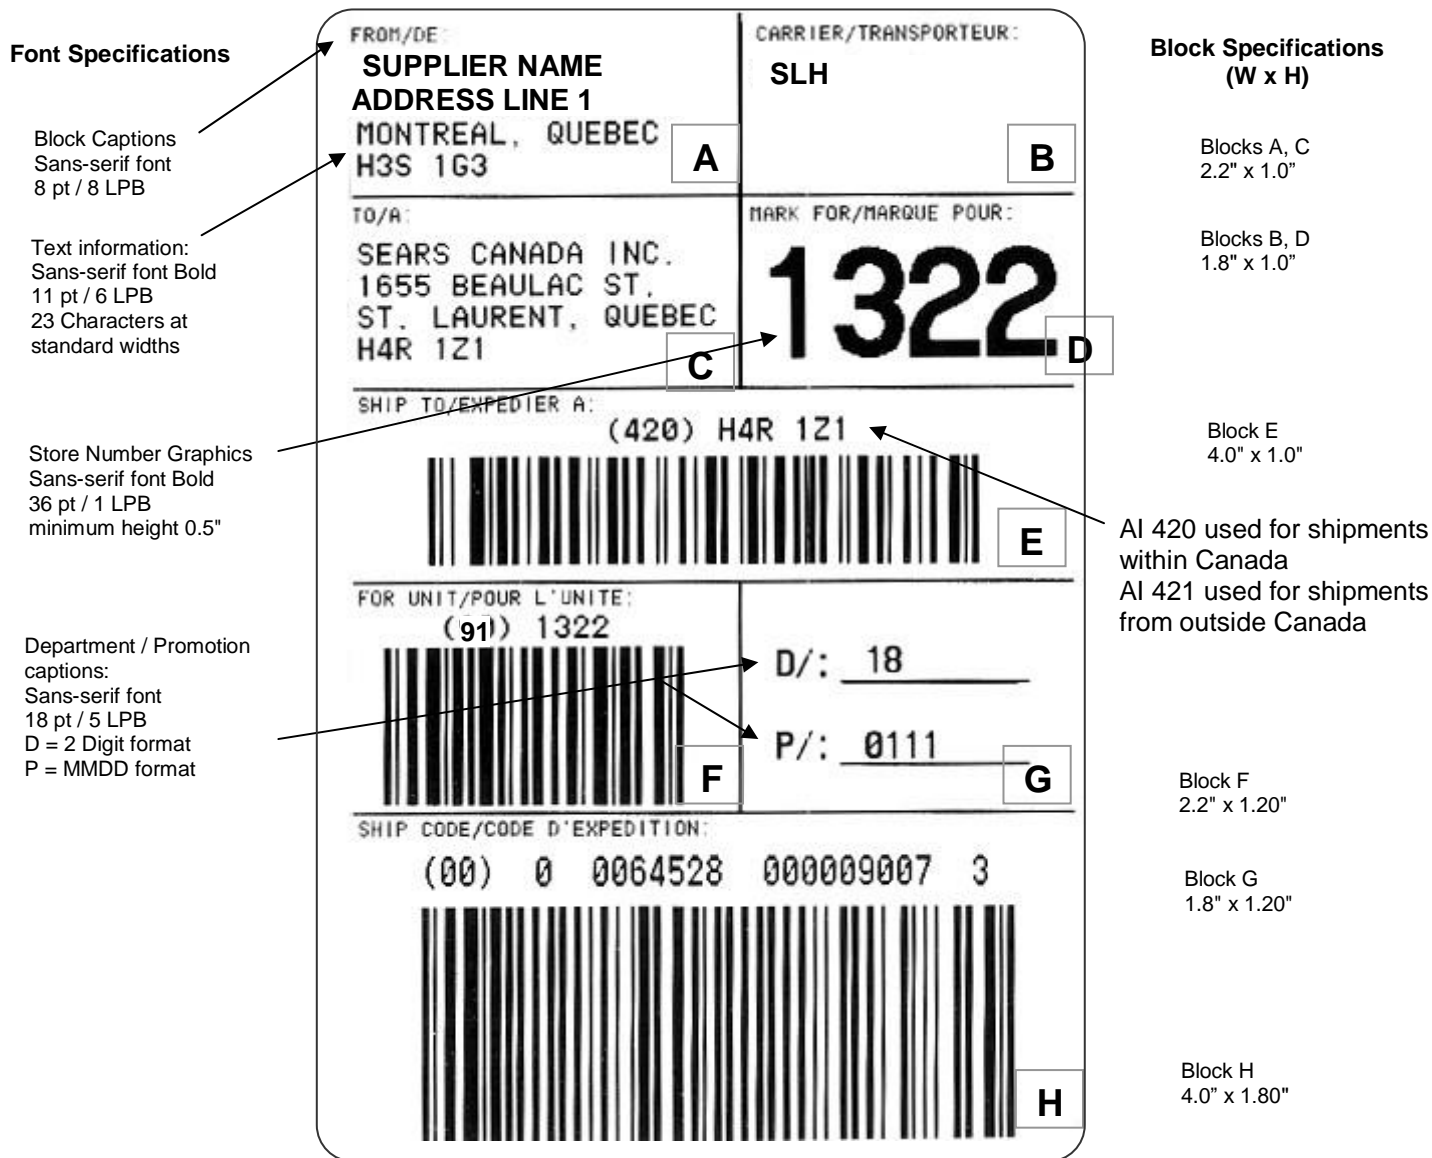 Font Specifications
Block Captions
Sans-serif font
8 pt / 8 LPB
Text information:
Sans-serif font Bold
11 pt / 6 LPB
23 Characters at
standard widths
Store Number Graphics
Sans-serif font Bold
36 pt / 1 LPB
minimum height 0.5"
Department / Promotion
captions:
Sans-serif font
18 pt / 5 LPB
D = 2 Digit format
P = MMDD format
FROM/DE:
SUPPLIER NAME
ADDRESS LINE 1
MONTREAL, QUEBEC
H3S 1G3
A
CARRIER/TRANSPORTEUR:
SLH
B
TO/A:
SEARS CANADA INC.
1655 BEAULAC ST.
ST. LAURENT, QUEBEC
H4R 1Z1
C
MARK FOR/MARQUE POUR:
1322
D
SHIP TO/EXPEDIER A:
(420) H4R 1Z1
E
FOR UNIT/POUR L'UNITE:
(91) 1322
F
D/: 18
P/: 0111
G
SHIP CODE/CODE D'EXPEDITION:
(00) 0 0064528 000009007 3
H
Block Specifications
(W x H)
Blocks A, C
2.2" x 1.0”
Blocks B, D
1.8" x 1.0”
Block E
4.0" x 1.0"
AI 420 used for shipments
within Canada
AI 421 used for shipments
from outside Canada
Block F
2.2" x 1.20"
Block G
1.8" x 1.20"
Block H
4.0” x 1.80"